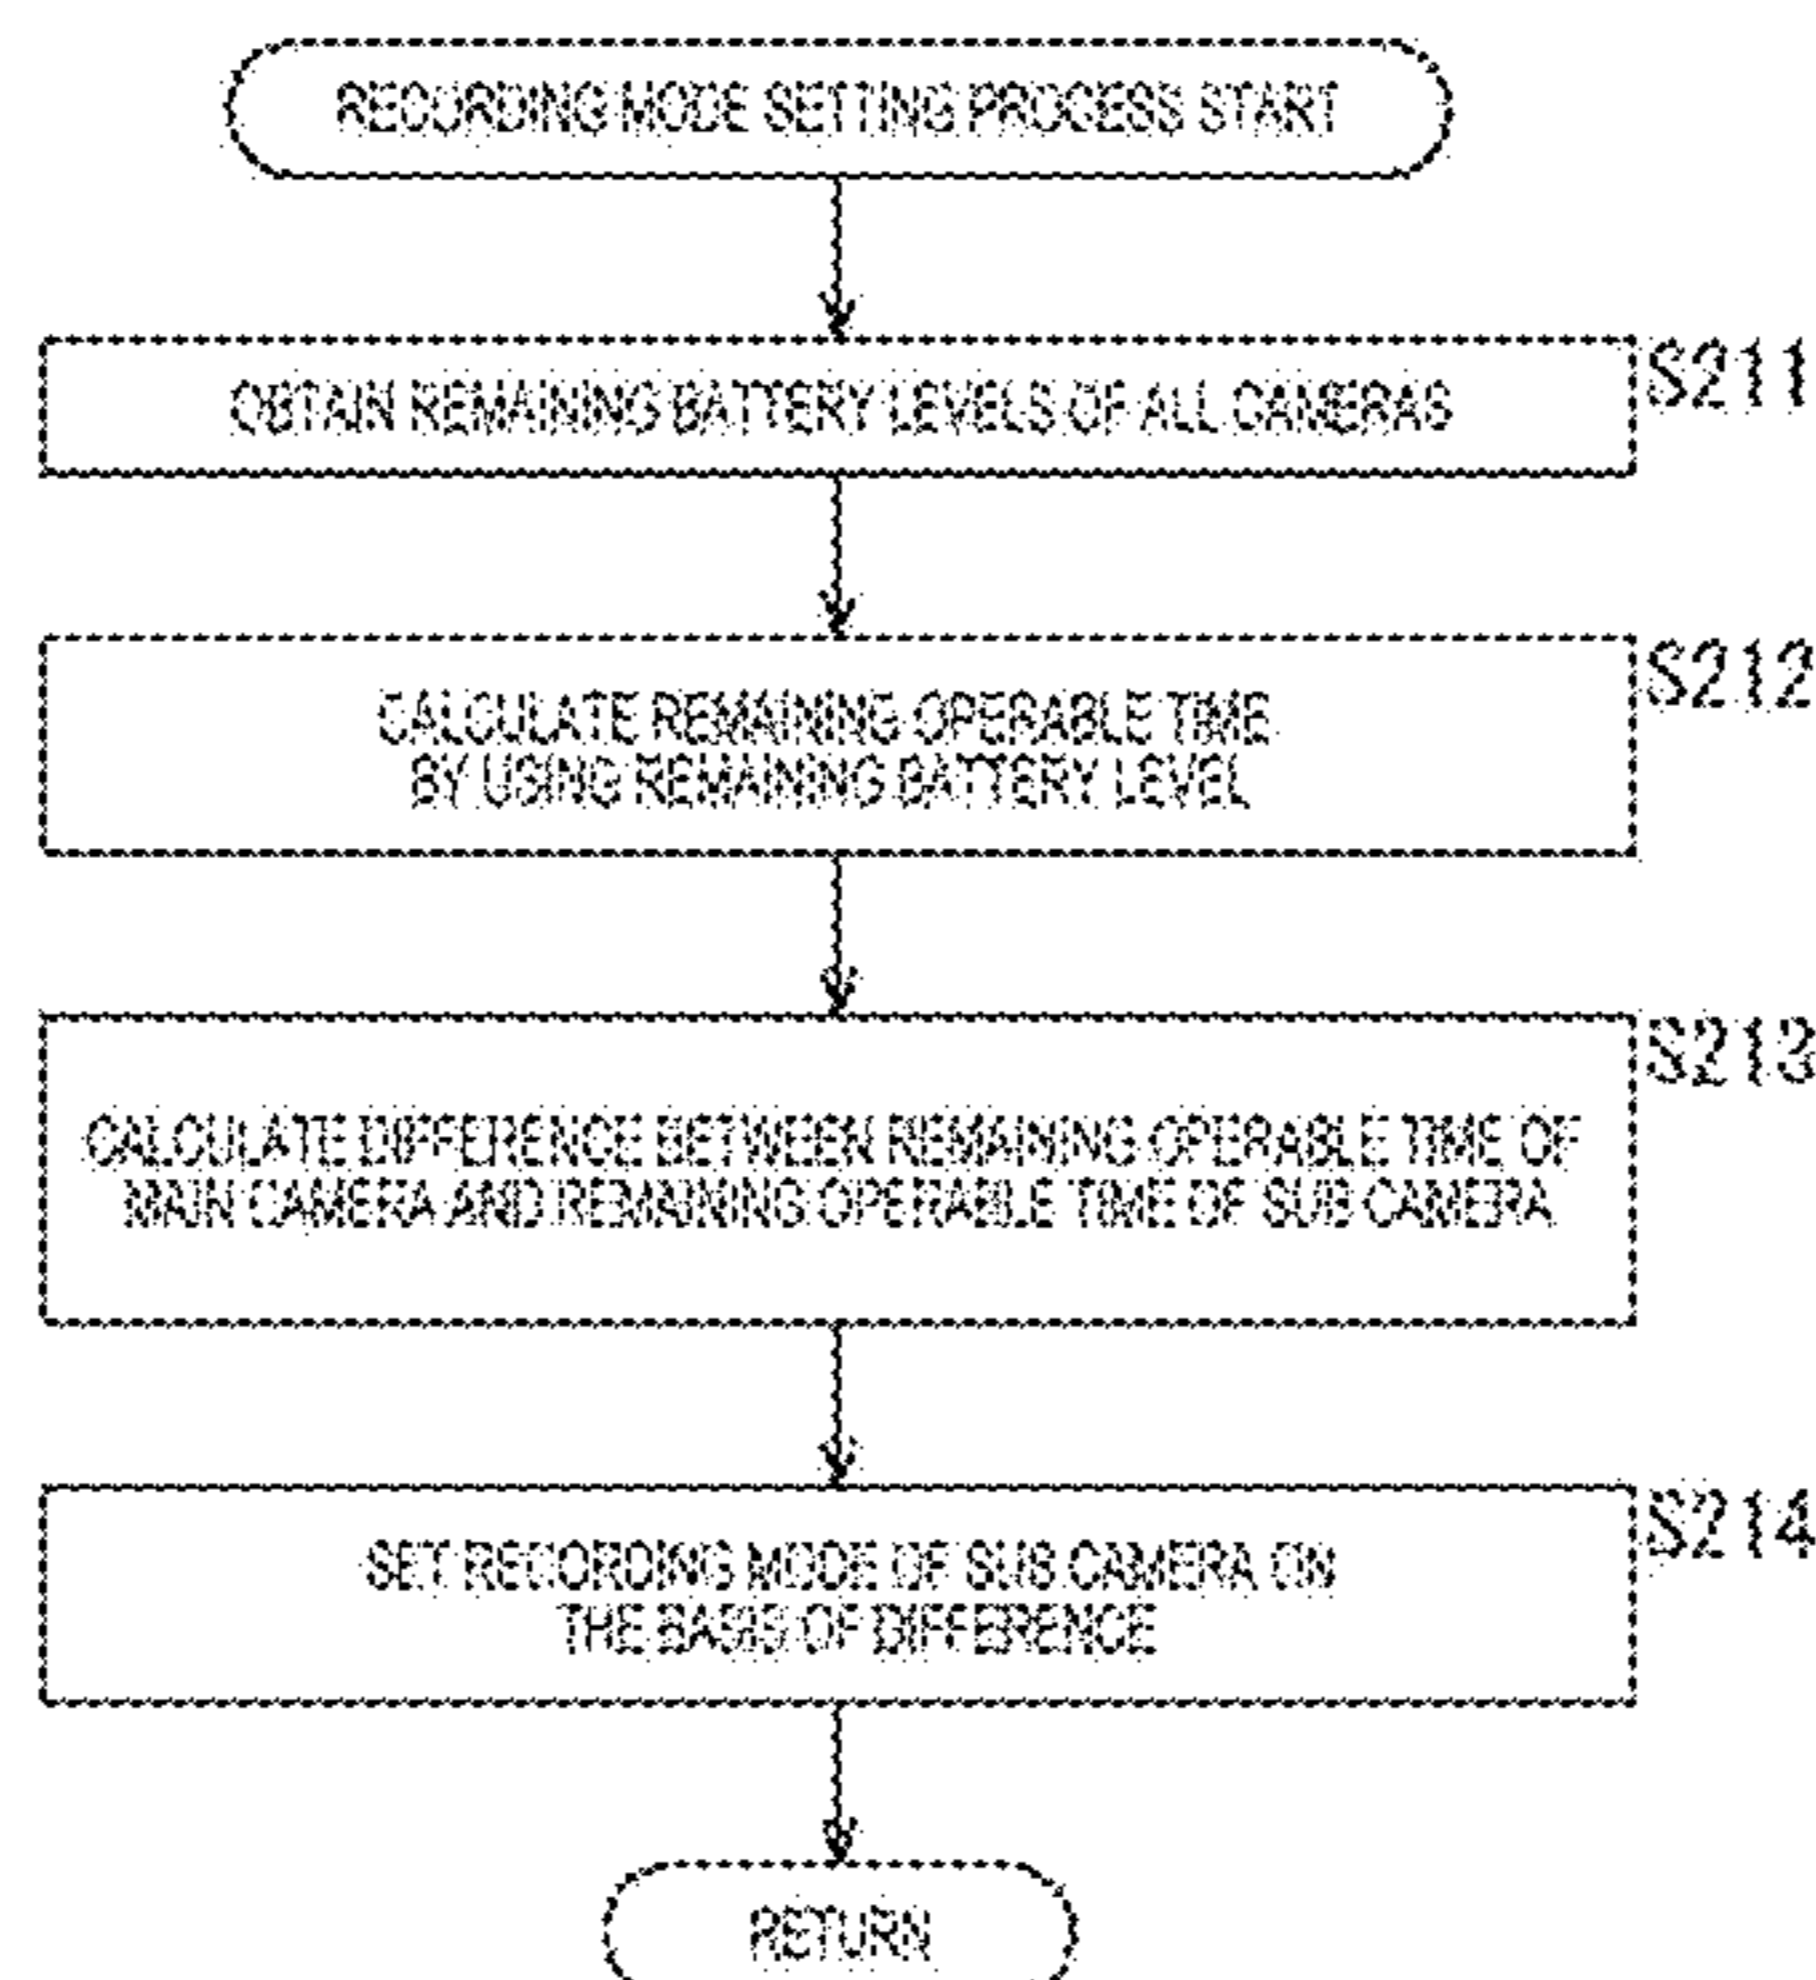 RECORDING MODE SETTING PROCESS START
OBTAIN REMAINING BATTERY LEVELS OF ALL CAMERAS
S211
CALCULATE REMAINING OPERABLE TIME
BY USING REMAINING BATTERY LEVEL
S212
CALCULATE DIFFERENCE BETWEEN REMAINING OPERABLE TIME OF
MAIN CAMERA AND REMAINING OPERABLE TIME OF SUB CAMERA
S213
SET RECORDING MODE OF SUB CAMERA ON
THE BASIS OF DIFFERENCE
S214
RETURN